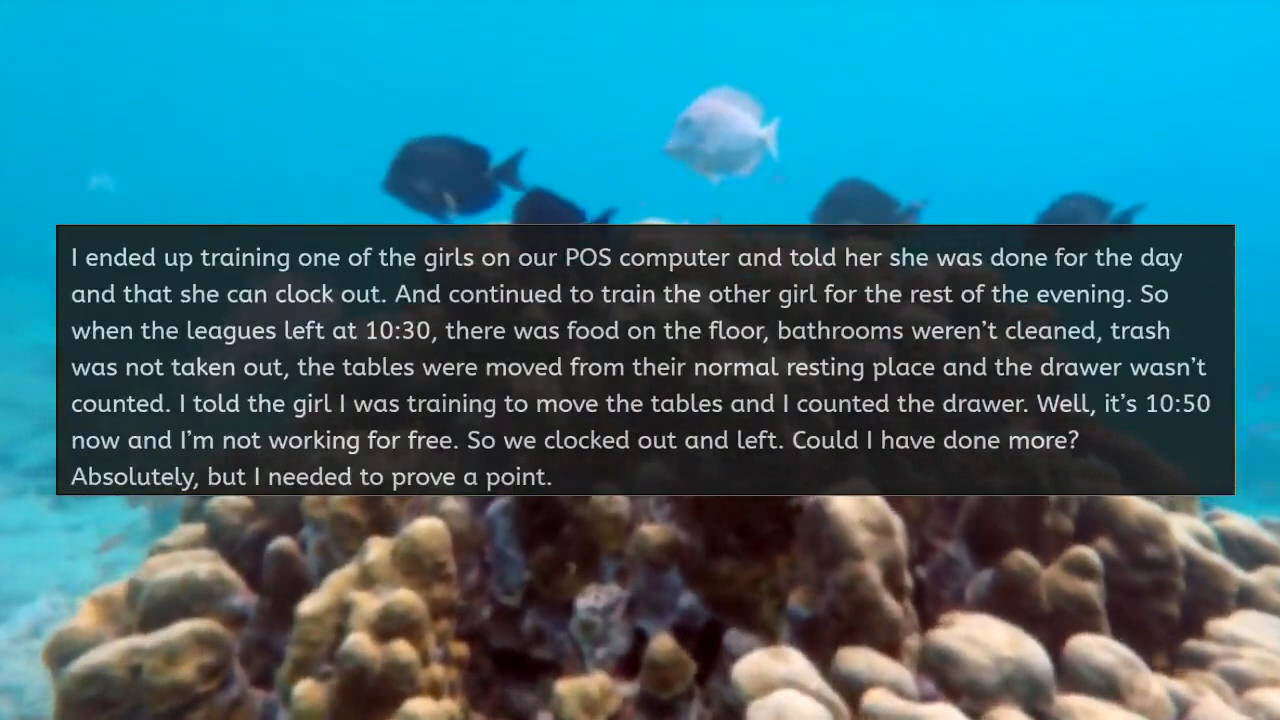 I ended up training one of the girls on our POS computer and told her she was done for the day
and that she can clock out. And continued to train the other girl for the rest of the evening. So
when the leagues left at 10:30, there was food on the floor, bathrooms weren't cleaned, trash
was not taken out, the tables were moved from their normal resting place and the drawer wasn't
counted. I told the girl I was training to move the tables and I counted the drawer. Well, it's 10:50
now and I'm not working for free. So we clocked out and left. Could I have done more?
Absolutely, but I needed to prove a point.